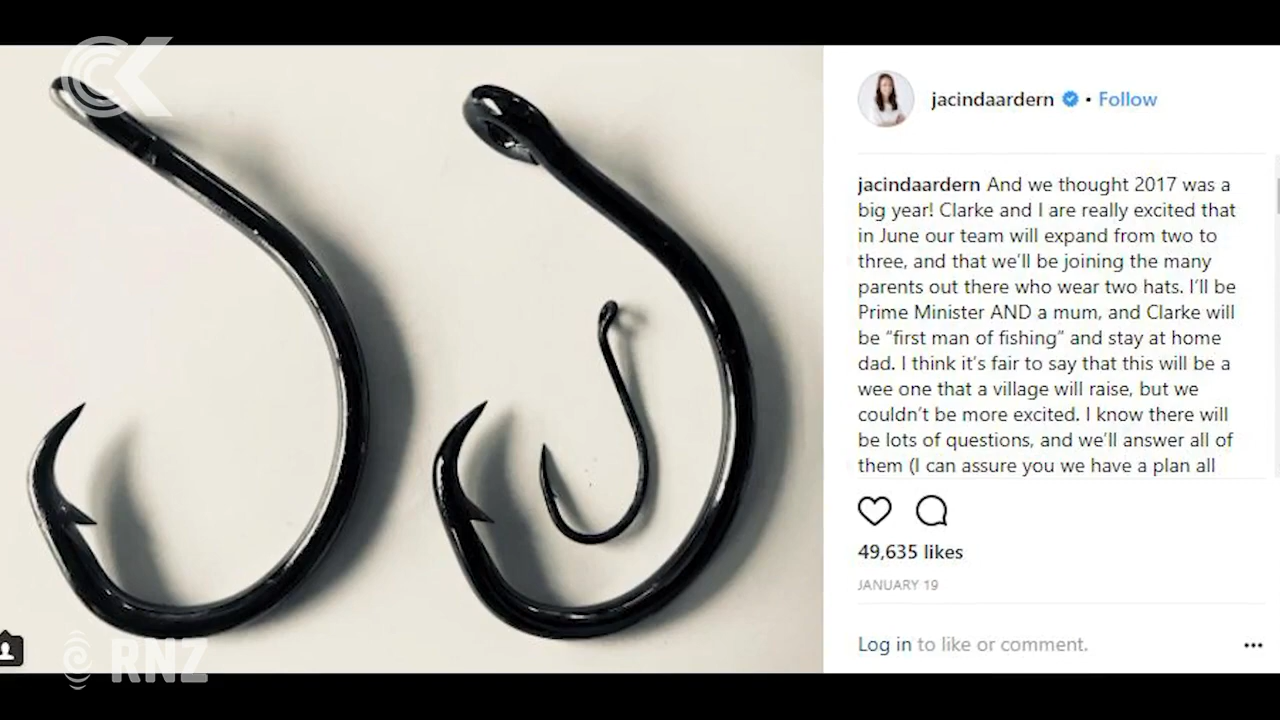 CK
jacindaardern • Follow
jacindaardern And we thought 2017 was a
big year! Clarke and I are really excited that
in June our team will expand from two to
three, and that we'll be joining the many
parents out there who wear two hats. I'll be
Prime Minister AND a mum, and Clarke will
be “first man of fishing” and stay at home
dad. I think it's fair to say that this will be a
wee one that a village will raise, but we
couldn't be more excited. I know there will
be lots of questions, and we'll answer all of
them (I can assure you we have a plan all
49,635 likes
JANUARY 19
Log in to like or comment.
RNZ